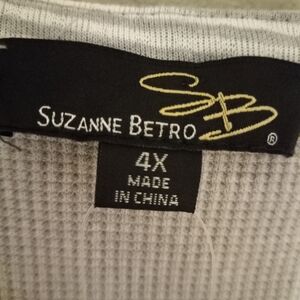 SB
SUZANNE BETRO ®
4X
MADE
IN CHINA